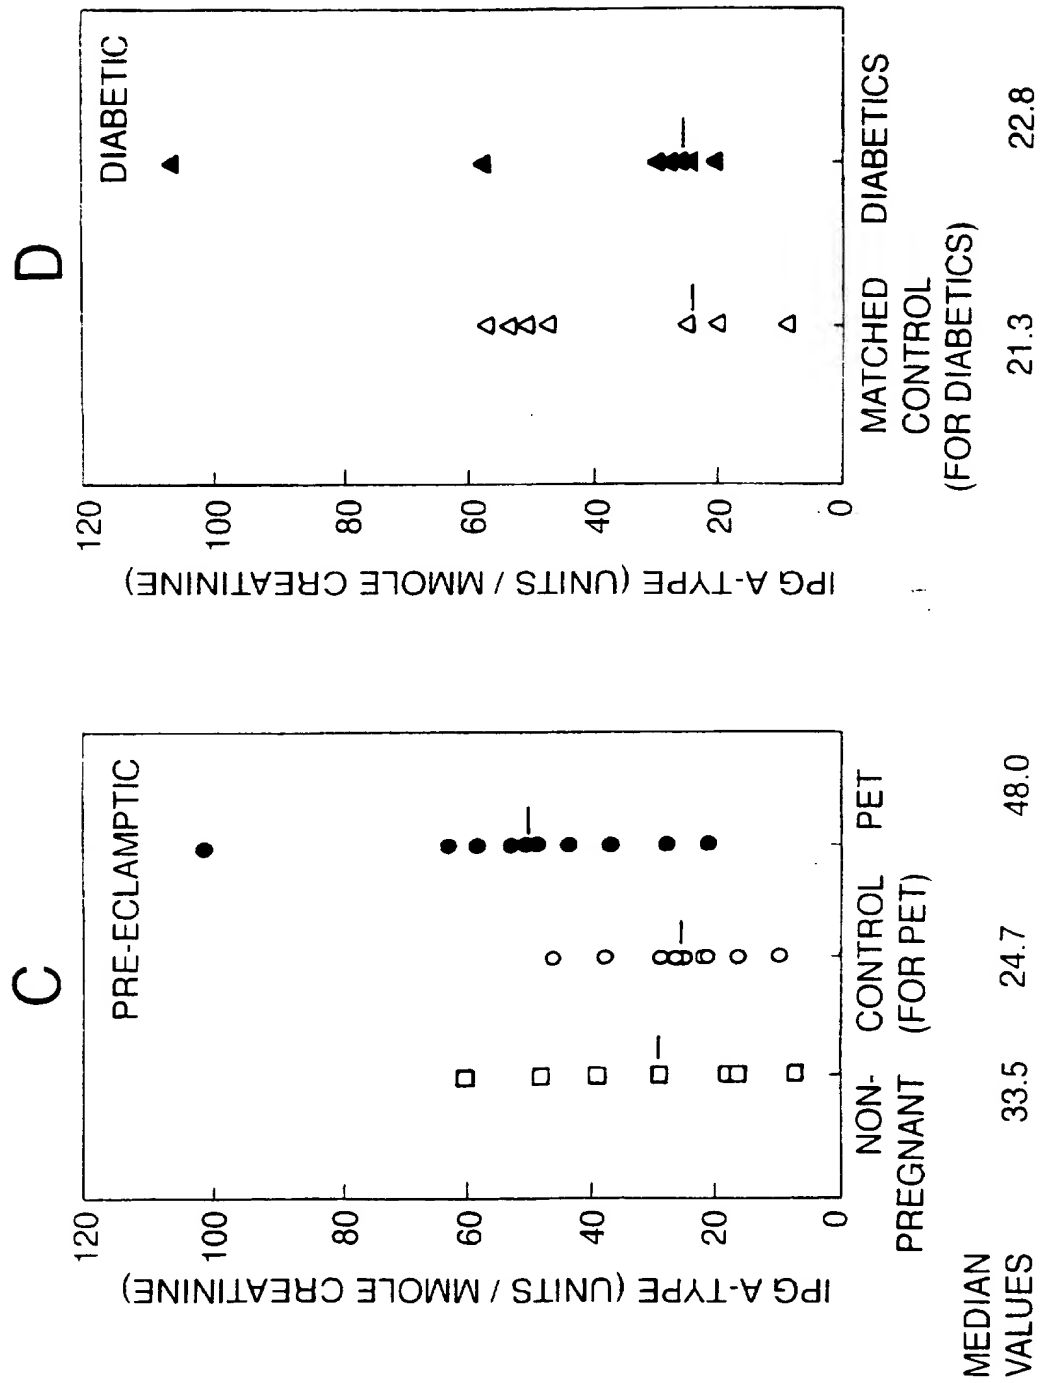 C
PRE-ECLAMPTIC
IPG A-TYPE (UNITS / MMOLE CREATININE)
120
100
80
60
40
20
0
NON-
PREGNANT
CONTROL
(FOR PET)
PET
D
DIABETIC
IPG A-TYPE (UNITS / MMOLE CREATININE)
120
100
80
60
40
20
0
MATCHED
CONTROL
(FOR DIABETICS)
DIABETICS
MEDIAN
VALUES
33.5
24.7
48.0
21.3
22.8